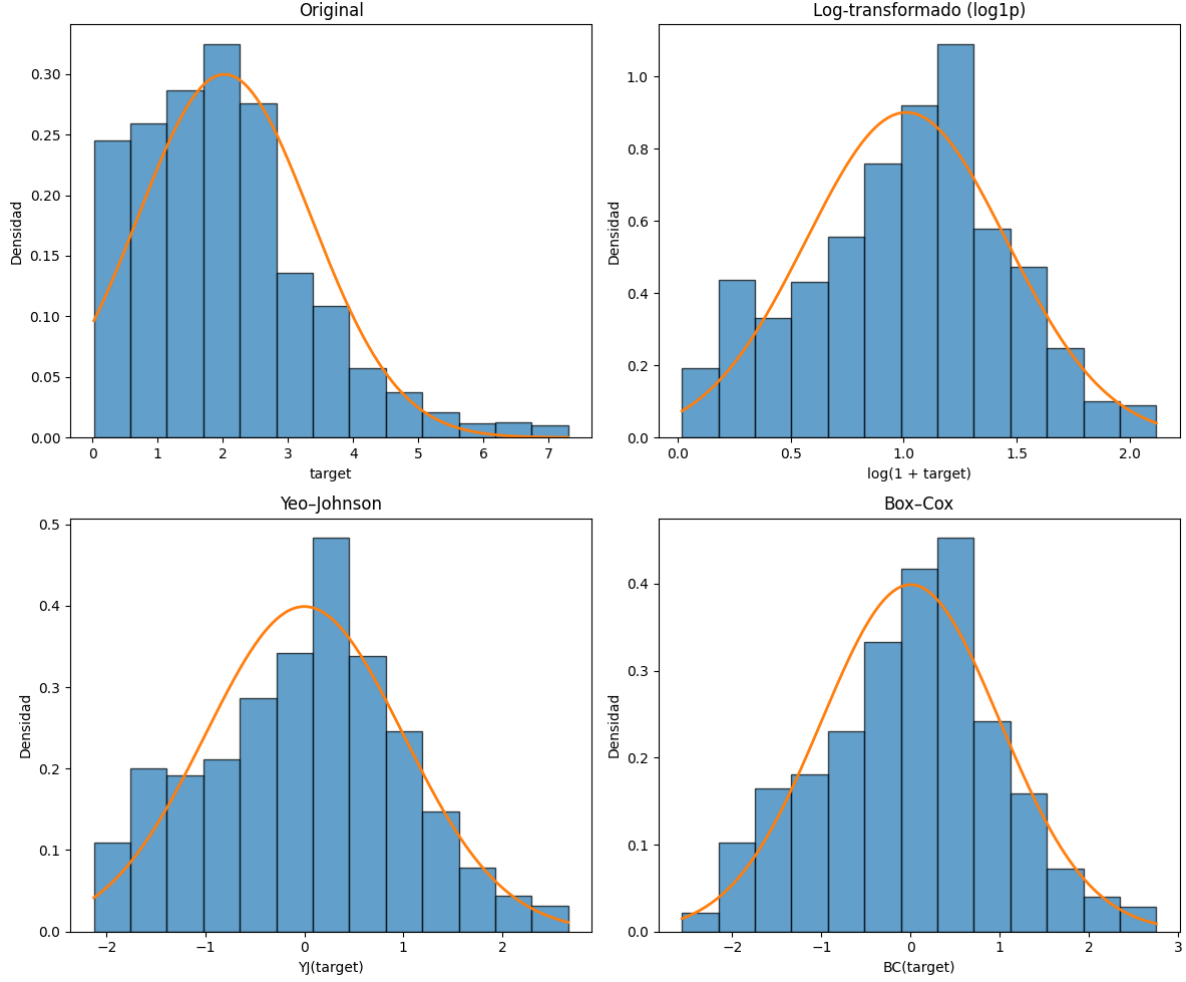 Original
Densidad
0.30
0.25
0.20
0.15
0.10
0.05
0.00
0 1 2 3 4 5 6 7
target
Log-transformado (log1p)
Densidad
1.0
0.8
0.6
0.4
0.2
0.0
0.0 0.5 1.0 1.5 2.0
log(1 + target)
Yeo–Johnson
Densidad
0.5
0.4
0.3
0.2
0.1
0.0
−2 −1 0 1 2
YJ(target)
Box–Cox
Densidad
0.4
0.3
0.2
0.1
0.0
−2 −1 0 1 2 3
BC(target)